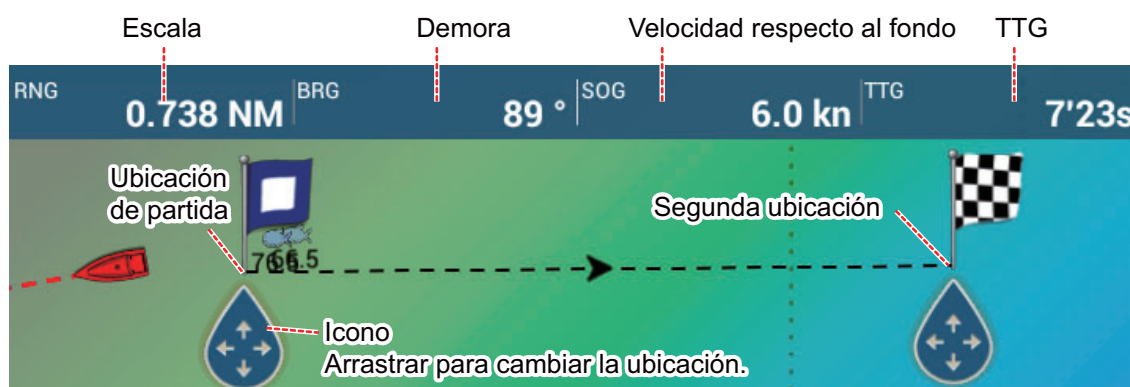 Escala
Demora
Velocidad respecto al fondo
TTG
RNG
0.738 NM
BRG
89 °
SOG
6.0 kn
TTG
7'23s
Ubicación
de partida
Segunda ubicación
Icono
Arrastrar para cambiar la ubicación.